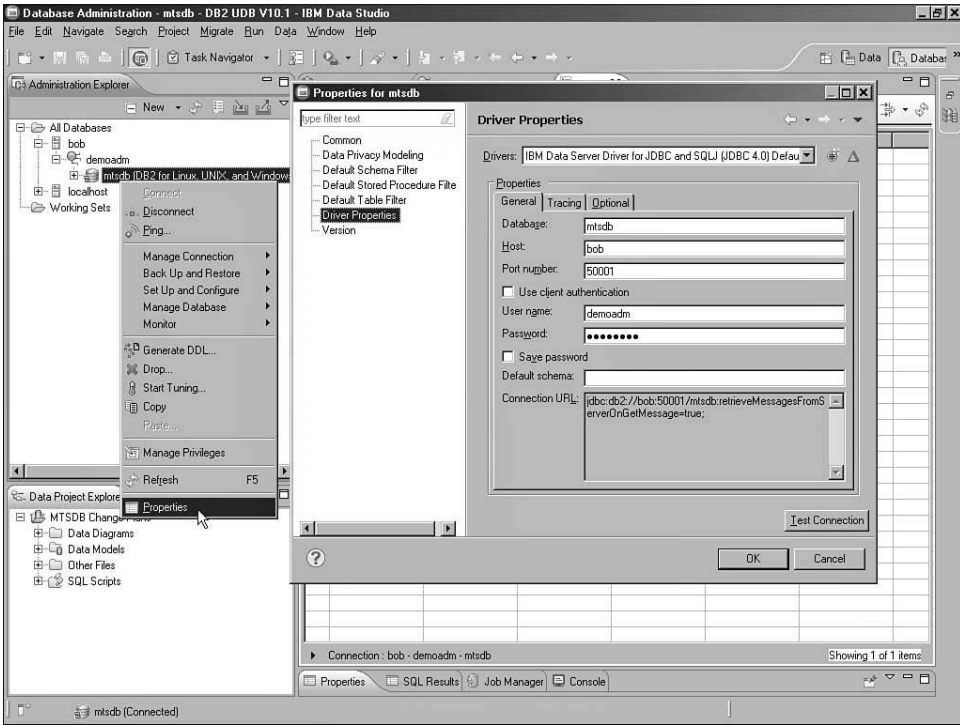 Database Administration - mtsdb - DB2 UDB V10.1 - IBM Data Studio
File Edit Navigate Search Project Migrate Run Data Window Help
Task Navigator
Data
Administration Explorer
New
All Databases
bob
demoadm
mtsdb (DB2 for Linux, UNIX, and Window
localhost
Working Sets
Connect
Disconnect
Ping...
Manage Connection
Back Up and Restore
Set Up and Configure
Manage Database
Monitor
Generate DDL...
Drop...
Start Tuning...
Copy
Paste...
Manage Privileges
Refresh F5
Properties
Data Project Explore
MTSDB Change
Data Diagrams
Data Models
Other Files
SQL Scripts
Properties for mtsdb
type filter text
Common
Data Privacy Modeling
Default Schema Filter
Default Stored Procedure Filte
Default Table Filter
Driver Properties
Version
Driver Properties
Drivers: IBM Data Server Driver for JDBC and SQLJ (JDBC 4.0) Defau
Properties
General Tracing Optional
Database: mtsdb
Host: bob
Port number: 50001
Use client authentication
User name: demoadm
Password:
Save password
Default schema:
Connection URL: jdbc:db2://bob:50001/mtsdb:retrieveMessagesFromS
erverOnGetMessage=true;
Test Connection
OK Cancel
Connection : bob - demoadm - mtsdb
Showing 1 of 1 items
Properties SQL Results Job Manager Console
mtsdb (Connected)